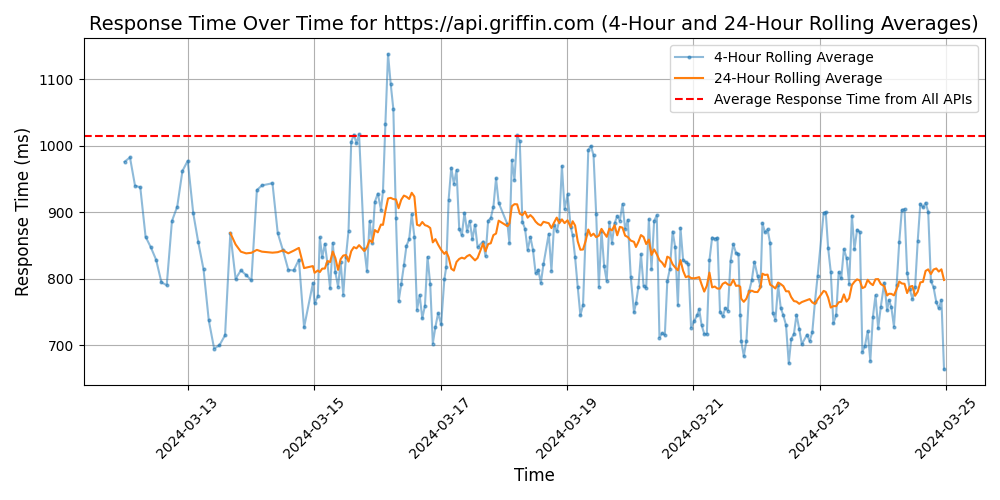 Response Time Over Time for https://api.griffin.com (4-Hour and 24-Hour Rolling Averages)
4-Hour Rolling Average
24-Hour Rolling Average
Average Response Time from All APIs
Response Time (ms)
1100
1000
900
800
700
2024-03-13
2024-03-15
2024-03-17
2024-03-19
2024-03-21
2024-03-23
2024-03-25
Time